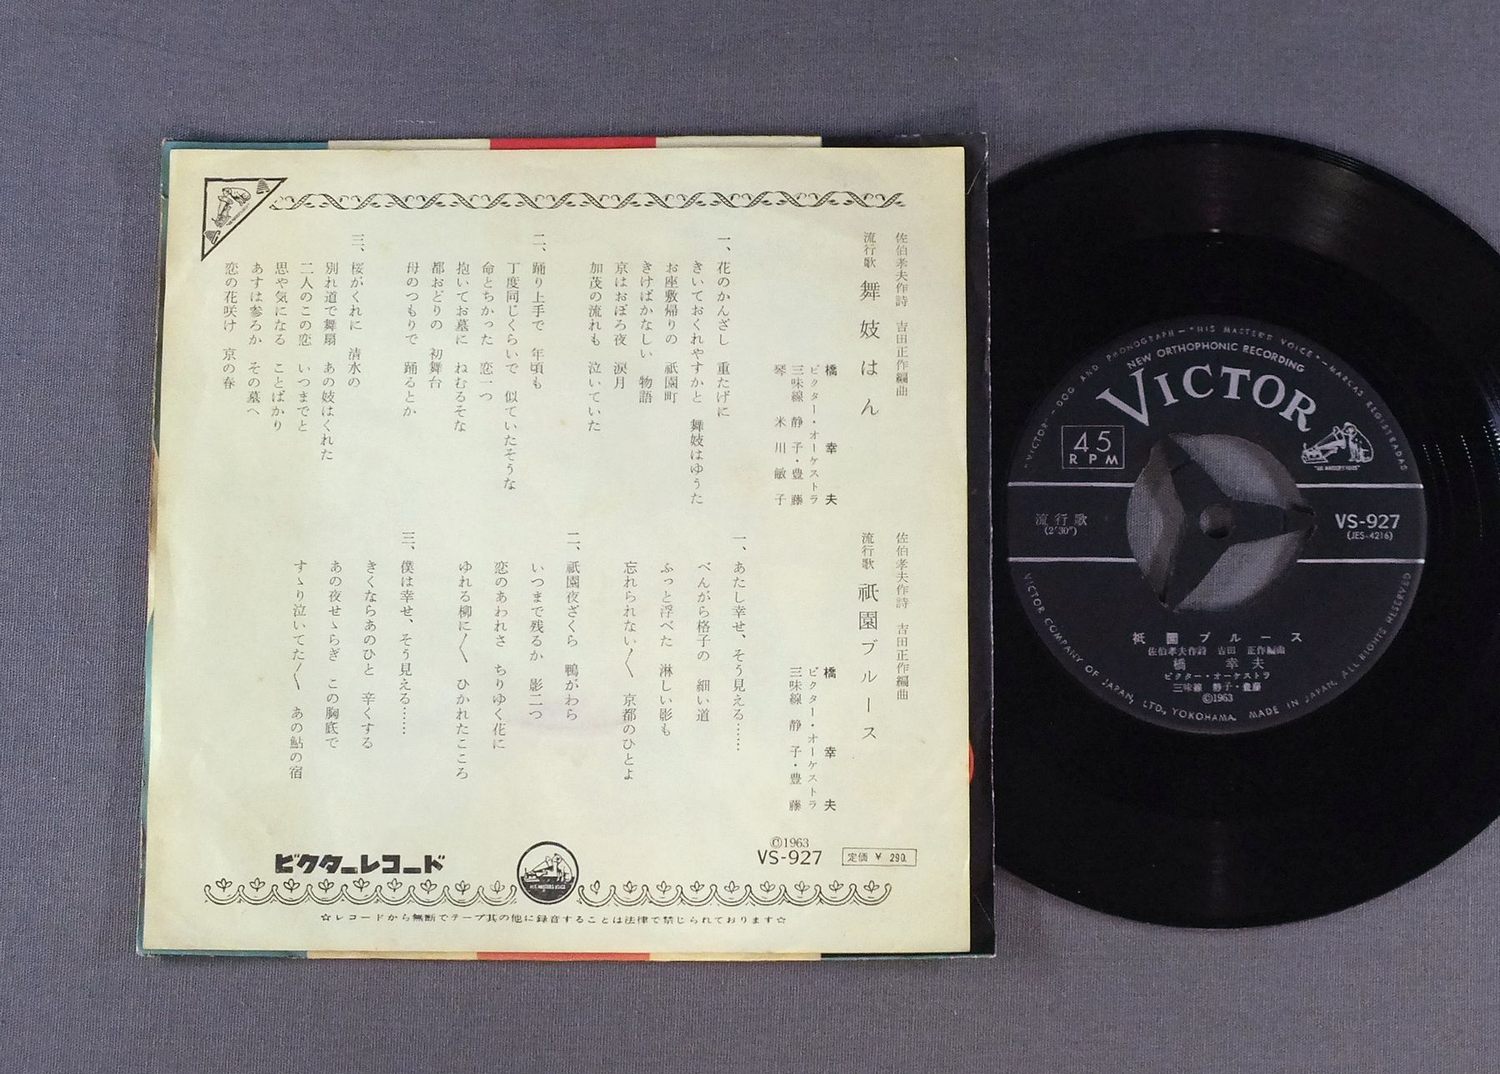 佐伯孝夫作詩 吉田正作編曲
流行歌 舞妓はん
橋幸夫
ビクター・オーケストラ
三味線 静子・豊藤
琴 米川敏子
一、花のかんざし 重たげに
きいておくれやすかと 舞妓はゆうた
お座敷帰りの 祇園町
きけばかなしい 物語
京はおぼろ夜 涙月
加茂の流れも 泣いていた
二、踊り上手で 年頃も
丁度同じくらいで 似ていたそうな
命とちかった 恋一つ
抱いてお墓に ねむるそな
都おどりの 初舞台
母のつもりで 踊るとか
三、桜がくれに 清水の
別れ道で舞扇 あの妓はくれた
二人のこの恋 いつまでと
思や気になる ことばかり
あすは参ろか その墓へ
恋の花咲け 京の春
佐伯孝夫作詩 吉田正作編曲
流行歌 祇園ブルース
橋幸夫
ビクター・オーケストラ
三味線 静子・豊藤
一、あたし幸せ、そう見える……
べんがら格子の 細い道
ふっと浮べた 淋しい影も
忘れられない〳〵 京都のひとよ
二、祇園夜ざくら 鴨がわら
いつまで残るか 影二つ
恋のあわれさ ちりゆく花に
ゆれる柳に〳〵 ひかれたこころ
三、僕は幸せ、そう見える……
きくならあのひと 辛くする
あの夜せゝらぎ この胸底で
すゝり泣いてた〳〵 あの鮎の宿
ビクターレコード
"HIS MASTER'S VOICE"
©1963
VS-927
定価 ¥ 290.
☆レコードから無断でテープ其の他に録音することは法律で禁じられております☆
"VICTOR"—DOG AND PHONOGRAPH—"HIS MASTER'S VOICE"—MARCAS REGISTRADAS
NEW ORTHOPHONIC RECORDING
VICTOR
45
RPM
"HIS MASTER'S VOICE"
流行歌
(2'30")
VS-927
(JES-4216)
祇園ブルース
佐伯孝夫作詩 吉田 正作編曲
橋 幸夫
ビクター・オーケストラ
三味線 静子・豊藤
©1963
VICTOR COMPANY OF JAPAN, LTD., YOKOHAMA. MADE IN JAPAN, ALL RIGHTS RESERVED